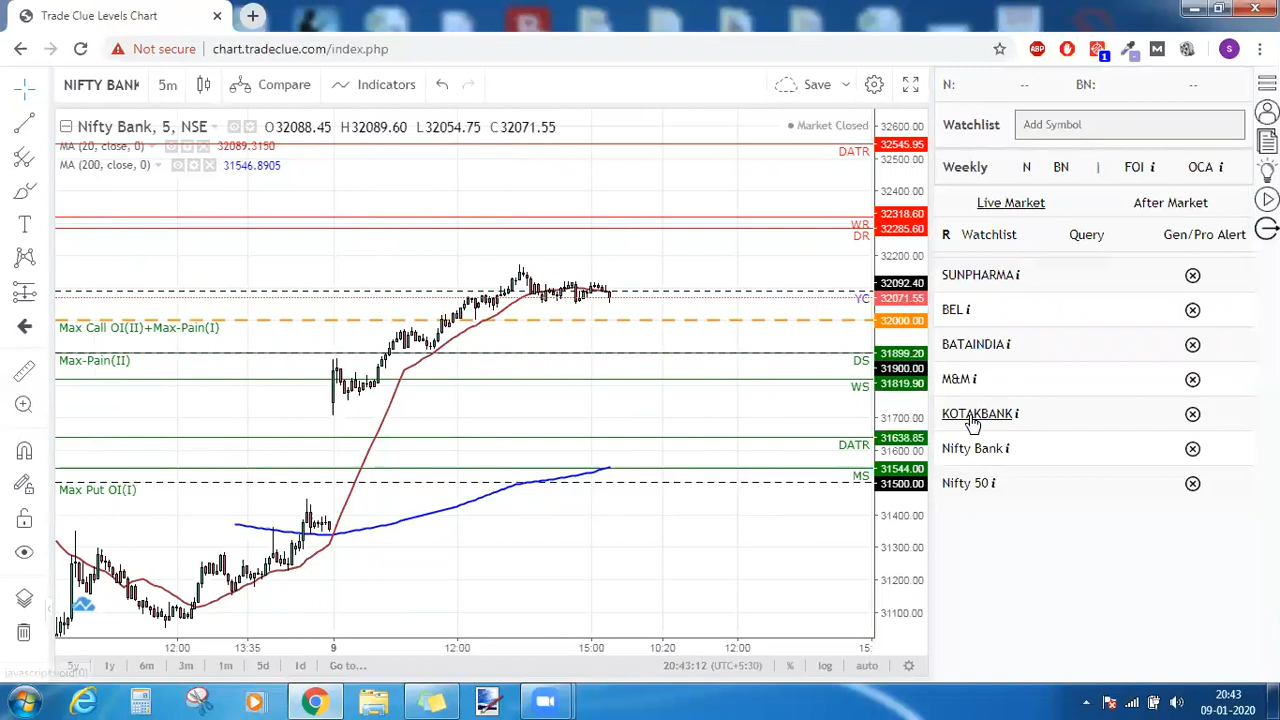 Trade Clue Levels Chart
Not secure | chart.tradeclue.com/index.php
ABP
1
M
S
NIFTY BANK 5m Compare Indicators Save
Nifty Bank, 5, NSE O32088.45 H32089.60 L32054.75 C32071.55
Market Closed
MA (20, close, 0) 32089.3150
MA (200, close, 0) 31546.8905
32600.00
32545.95
DATR
32500.00
32400.00
32318.60
WR
32285.60
DR
32200.00
32092.40
YC
32071.55
32000.00
Max Call OI(II)+Max-Pain(I)
31899.20
Max-Pain(II)
DS
31900.00
31819.90
WS
31700.00
31638.85
DATR
31600.00
31544.00
MS
31500.00
Max Put OI(I)
31400.00
31300.00
31200.00
31100.00
12:00 13:35 9 12:00 15:00 10:20 12:00 15:
5y 1y 6m 3m 1m 5d 1d Go to... 20:43:12 (UTC+5:30) % log auto
javascript:void(0)
N: -- BN: --
Watchlist Add Symbol
Weekly N BN | FOI i OCA i
Live Market After Market
R Watchlist Query Gen/Pro Alert
SUNPHARMA i
BEL i
BATAINDIA i
M&M i
KOTAKBANK i
Nifty Bank i
Nifty 50 i
20:43
09-01-2020